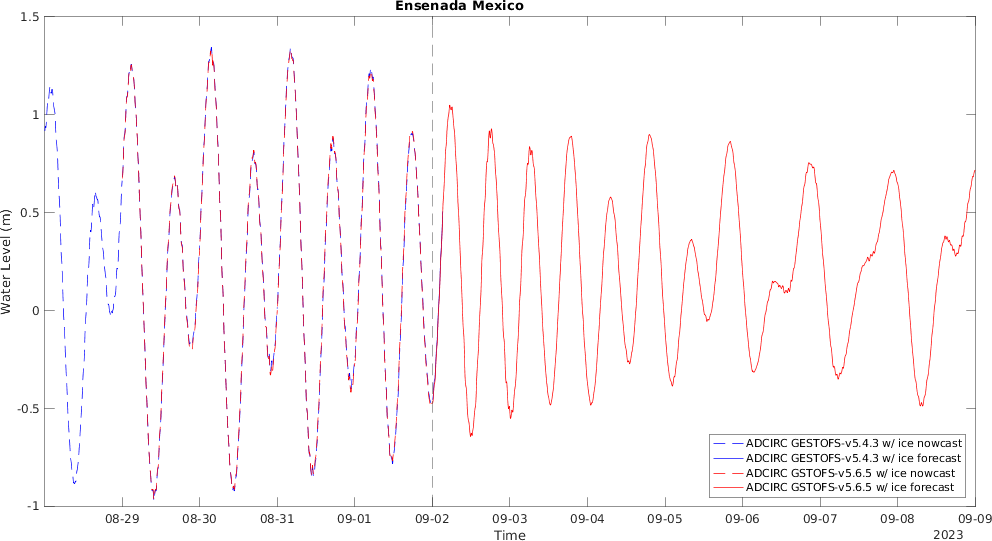 Ensenada Mexico
1.5
1
0.5
0
-0.5
-1
Water Level (m)
08-29 08-30 08-31 09-01 09-02 09-03 09-04 09-05 09-06 09-07 09-08 09-09
Time
2023
ADCIRC GESTOFS-v5.4.3 w/ ice nowcast
ADCIRC GESTOFS-v5.4.3 w/ ice forecast
ADCIRC GSTOFS-v5.6.5 w/ ice nowcast
ADCIRC GSTOFS-v5.6.5 w/ ice forecast